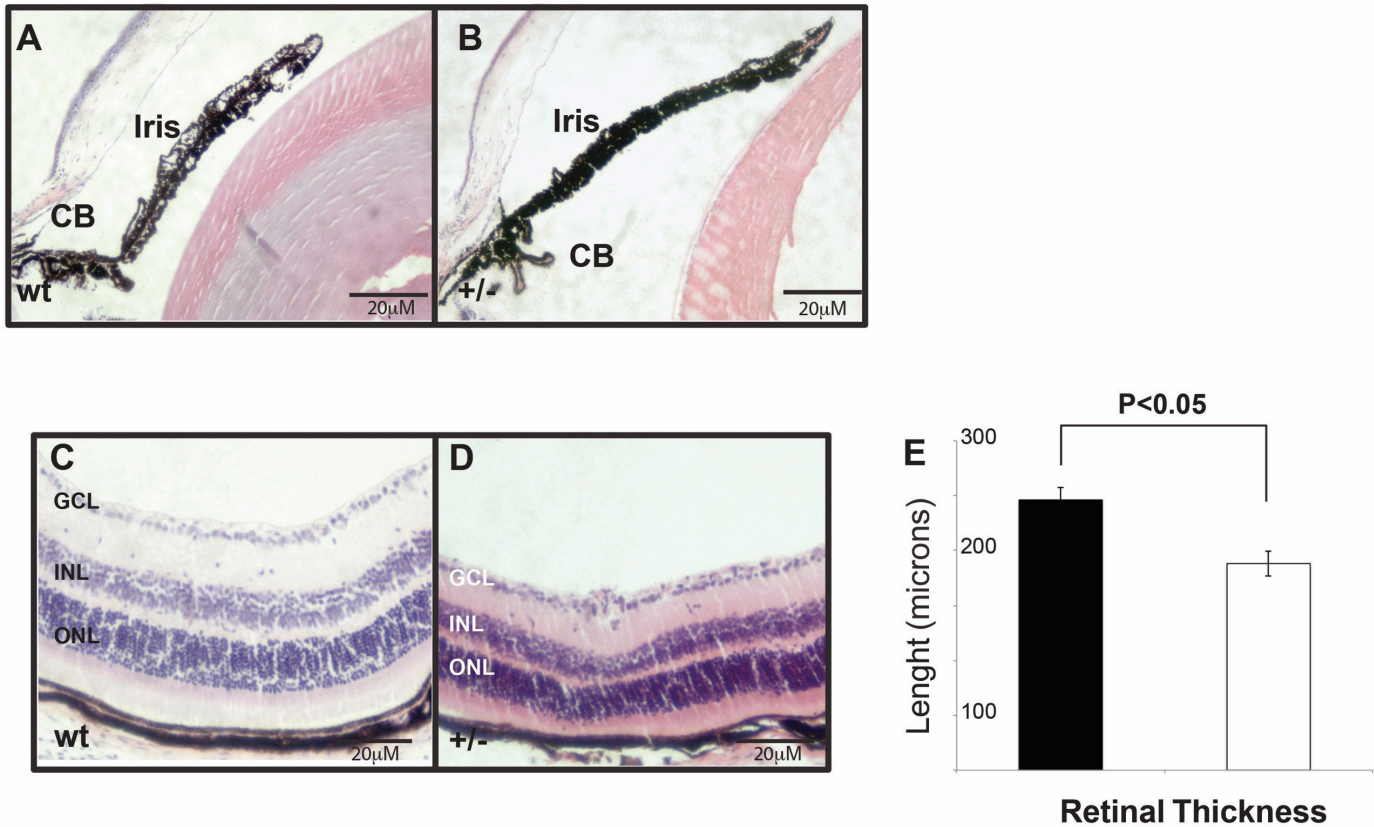 A
Iris
CB
wt
20µM
B
Iris
CB
+/-
20µM
C
GCL
INL
ONL
wt
20µM
D
GCL
INL
ONL
+/-
20µM
E
P<0.05
300
200
100
Lenght (microns)
Retinal Thickness